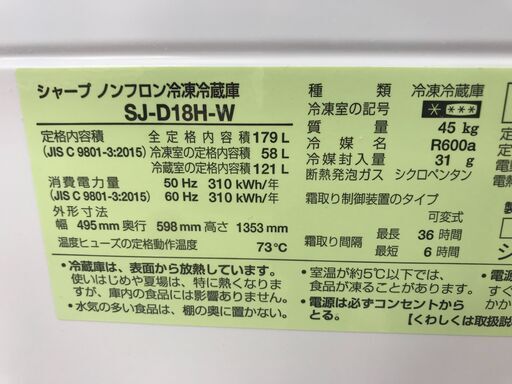 シャープ ノンフロン冷凍冷蔵庫
SJ-D18H-W
定格内容積
(JIS C 9801-3:2015)
全定格内容積 179 L
冷凍室の定格内容積 58 L
冷蔵室の定格内容積 121 L
消費電力量
(JIS C 9801-3:2015)
50 Hz 310 kWh/年
60 Hz 310 kWh/年
外形寸法
幅 495 mm 奥行 598 mm 高さ 1353 mm
温度ヒューズの定格動作温度 73℃
種類 冷凍冷蔵庫
冷凍室の記号 * ***
質量 45 kg
冷媒名 R600a
冷媒封入量 31 g
断熱発泡ガス シクロペンタン
霜取り制御装置のタイプ
可変式
霜取り間隔 最長 36 時間
最短 6 時間
・冷蔵庫は、表面から放熱しています。
使いはじめや夏場は、特に熱くなりま
すが、庫内の食品には影響ありません。
・水気の多い食品は、棚の奥に置かない。
・室温が約5℃以下では、
食品が凍ることがあります。
・電源は必ずコンセントから
とる。
【くわしくは取扱説